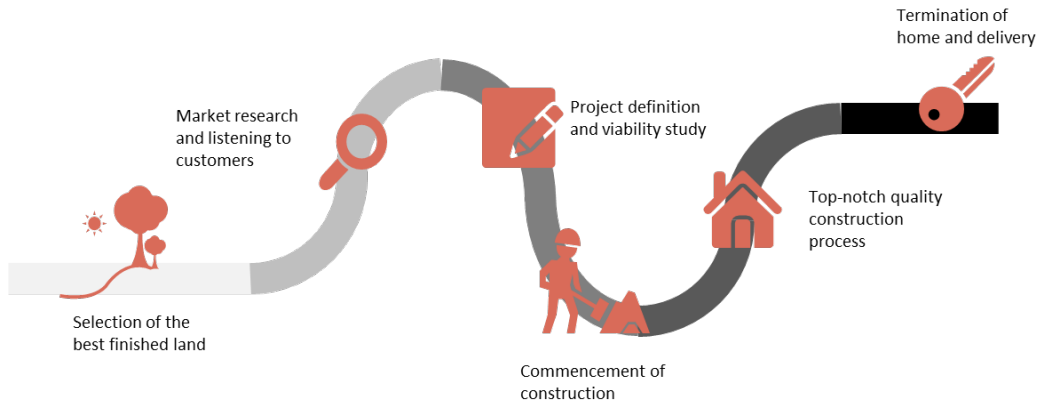 Selection of the
best finished land
Market research
and listening to
customers
Project definition
and viability study
Commencement of
construction
Top-notch quality
construction
process
Termination of
home and delivery